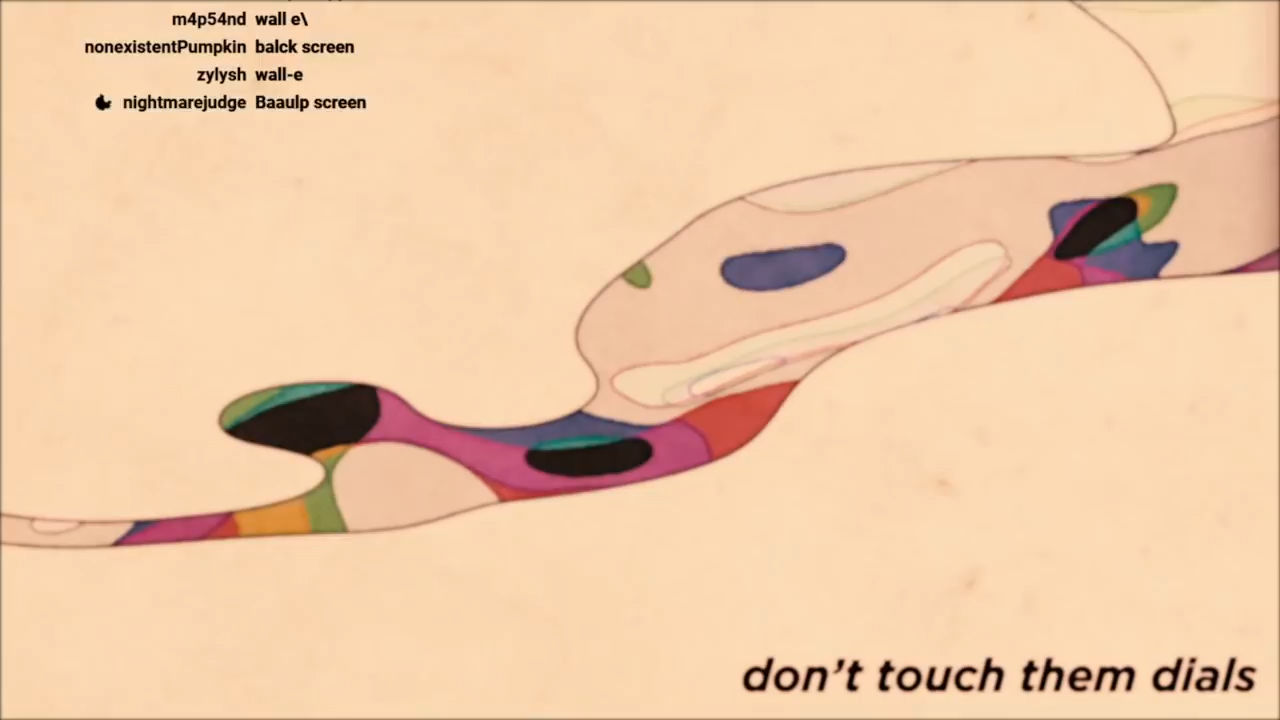 m4p54nd wall e\
nonexistentPumpkin balck screen
zylysh wall-e
nightmarejudge Baaulp screen
don't touch them dials